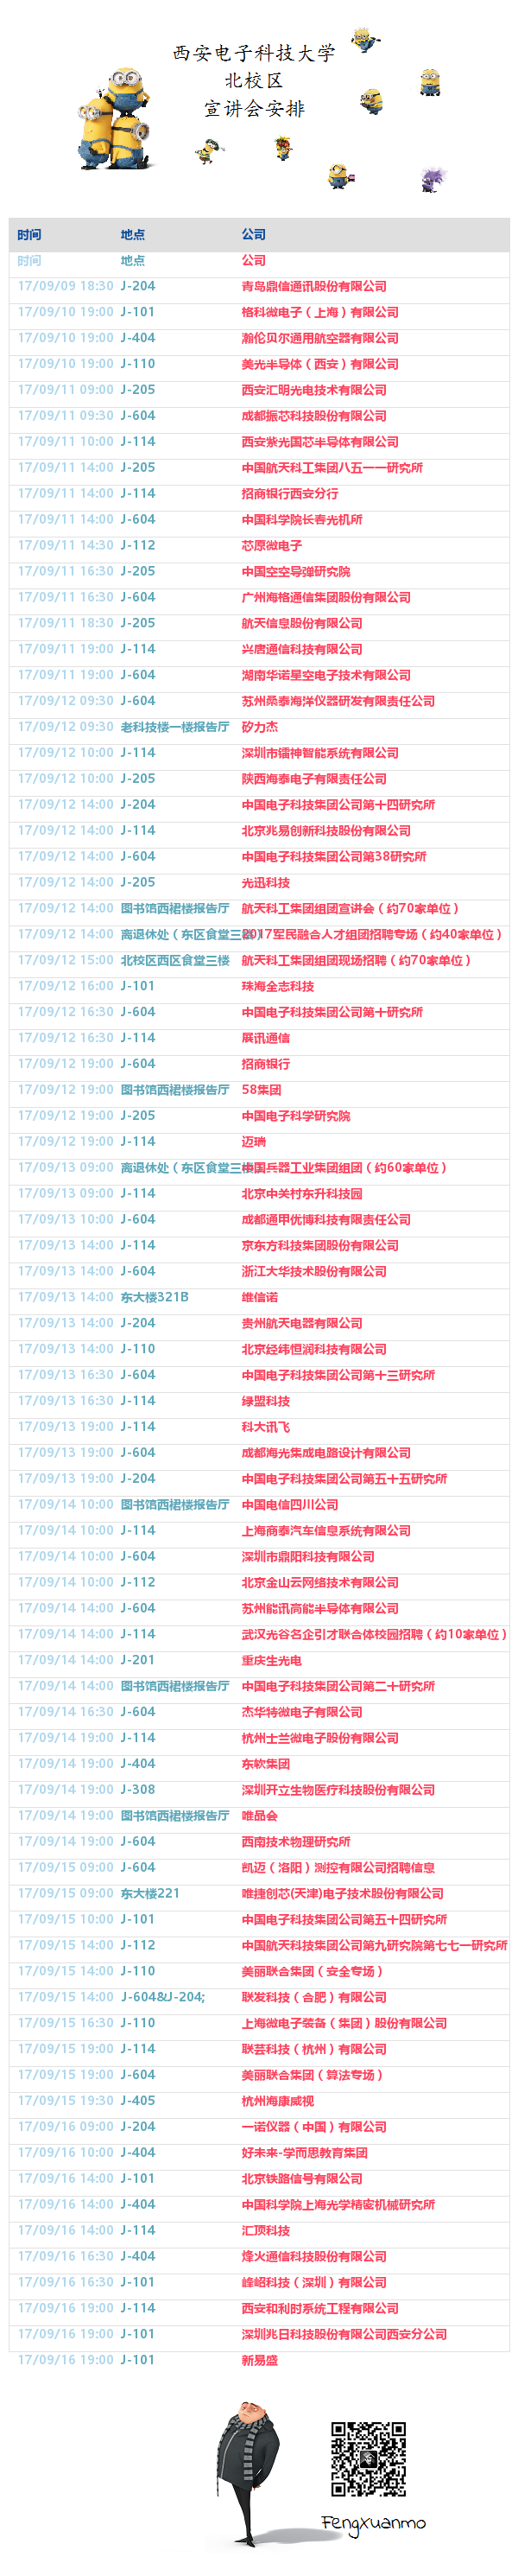 西安电子科技大学
北校区
宣讲会安排
时间 地点 公司
时间 地点 公司
17/09/09 18:30 J-204 青岛鼎信通讯股份有限公司
17/09/10 19:00 J-101 格科微电子（上海）有限公司
17/09/10 19:00 J-404 瀚伦贝尔通用航空器有限公司
17/09/10 19:00 J-110 美光半导体（西安）有限公司
17/09/11 09:00 J-205 西安汇明光电技术有限公司
17/09/11 09:30 J-604 成都振芯科技股份有限公司
17/09/11 10:00 J-114 西安紫光国芯半导体有限公司
17/09/11 14:00 J-205 中国航天科工集团八五一一研究所
17/09/11 14:00 J-114 招商银行西安分行
17/09/11 14:00 J-604 中国科学院长春光机所
17/09/11 14:30 J-112 芯原微电子
17/09/11 16:30 J-205 中国空空导弹研究院
17/09/11 16:30 J-604 广州海格通信集团股份有限公司
17/09/11 18:30 J-205 航天信息股份有限公司
17/09/11 19:00 J-114 兴唐通信科技有限公司
17/09/11 19:00 J-604 湖南华诺星空电子技术有限公司
17/09/12 09:30 J-604 苏州桑泰海洋仪器研发有限责任公司
17/09/12 09:30 老科技楼一楼报告厅 矽力杰
17/09/12 10:00 J-114 深圳市镭神智能系统有限公司
17/09/12 10:00 J-205 陕西海泰电子有限责任公司
17/09/12 14:00 J-204 中国电子科技集团公司第十四研究所
17/09/12 14:00 J-114 北京兆易创新科技股份有限公司
17/09/12 14:00 J-604 中国电子科技集团公司第38研究所
17/09/12 14:00 J-205 光迅科技
17/09/12 14:00 图书馆西裙楼报告厅 航天科工集团组团宣讲会（约70家单位）
17/09/12 14:00 离退休处（东区食堂三楼） 2017军民融合人才组团招聘专场（约40家单位）
17/09/12 15:00 北校区西区食堂三楼 航天科工集团组团现场招聘（约70家单位）
17/09/12 16:00 J-101 珠海全志科技
17/09/12 16:30 J-604 中国电子科技集团公司第十研究所
17/09/12 16:30 J-114 展讯通信
17/09/12 19:00 J-604 招商银行
17/09/12 19:00 图书馆西裙楼报告厅 58集团
17/09/12 19:00 J-205 中国电子科学研究院
17/09/12 19:00 J-114 迈瑞
17/09/13 09:00 离退休处（东区食堂三楼） 中国兵器工业集团组团（约60家单位）
17/09/13 09:00 J-114 北京中关村东升科技园
17/09/13 10:00 J-604 成都通甲优博科技有限责任公司
17/09/13 14:00 J-114 京东方科技集团股份有限公司
17/09/13 14:00 J-604 浙江大华技术股份有限公司
17/09/13 14:00 东大楼321B 维信诺
17/09/13 14:00 J-204 贵州航天电器有限公司
17/09/13 14:00 J-110 北京经纬恒润科技有限公司
17/09/13 16:30 J-604 中国电子科技集团公司第十三研究所
17/09/13 16:30 J-114 绿盟科技
17/09/13 19:00 J-114 科大讯飞
17/09/13 19:00 J-604 成都海光集成电路设计有限公司
17/09/13 19:00 J-204 中国电子科技集团公司第五十五研究所
17/09/14 10:00 图书馆西裙楼报告厅 中国电信四川公司
17/09/14 10:00 J-114 上海商泰汽车信息系统有限公司
17/09/14 10:00 J-604 深圳市鼎阳科技有限公司
17/09/14 10:00 J-112 北京金山云网络技术有限公司
17/09/14 14:00 J-604 苏州能讯高能半导体有限公司
17/09/14 14:00 J-114 武汉光谷名企引才联合体校园招聘（约10家单位）
17/09/14 14:00 J-201 重庆生光电
17/09/14 14:00 图书馆西裙楼报告厅 中国电子科技集团公司第二十研究所
17/09/14 16:30 J-604 杰华特微电子有限公司
17/09/14 19:00 J-114 杭州士兰微电子股份有限公司
17/09/14 19:00 J-404 东软集团
17/09/14 19:00 J-308 深圳开立生物医疗科技股份有限公司
17/09/14 19:00 图书馆西裙楼报告厅 唯品会
17/09/14 19:00 J-604 西南技术物理研究所
17/09/15 09:00 J-604 凯迈（洛阳）测控有限公司招聘信息
17/09/15 09:00 东大楼221 唯捷创芯(天津)电子技术股份有限公司
17/09/15 10:00 J-101 中国电子科技集团公司第五十四研究所
17/09/15 14:00 J-112 中国航天科技集团公司第九研究院第七七一研究所
17/09/15 14:00 J-110 美丽联合集团（安全专场）
17/09/15 14:00 J-604&J-204; 联发科技（合肥）有限公司
17/09/15 16:30 J-110 上海微电子装备（集团）股份有限公司
17/09/15 19:00 J-114 联芸科技（杭州）有限公司
17/09/15 19:00 J-604 美丽联合集团（算法专场）
17/09/15 19:30 J-405 杭州海康威视
17/09/16 09:00 J-204 一诺仪器（中国）有限公司
17/09/16 10:00 J-404 好未来-学而思教育集团
17/09/16 14:00 J-101 北京铁路信号有限公司
17/09/16 14:00 J-404 中国科学院上海光学精密机械研究所
17/09/16 14:00 J-114 汇顶科技
17/09/16 16:30 J-404 烽火通信科技股份有限公司
17/09/16 16:30 J-101 峰岹科技（深圳）有限公司
17/09/16 19:00 J-114 西安和利时系统工程有限公司
17/09/16 19:00 J-101 深圳兆日科技股份有限公司西安分公司
17/09/16 19:00 J-101 新易盛
FengXuanmo